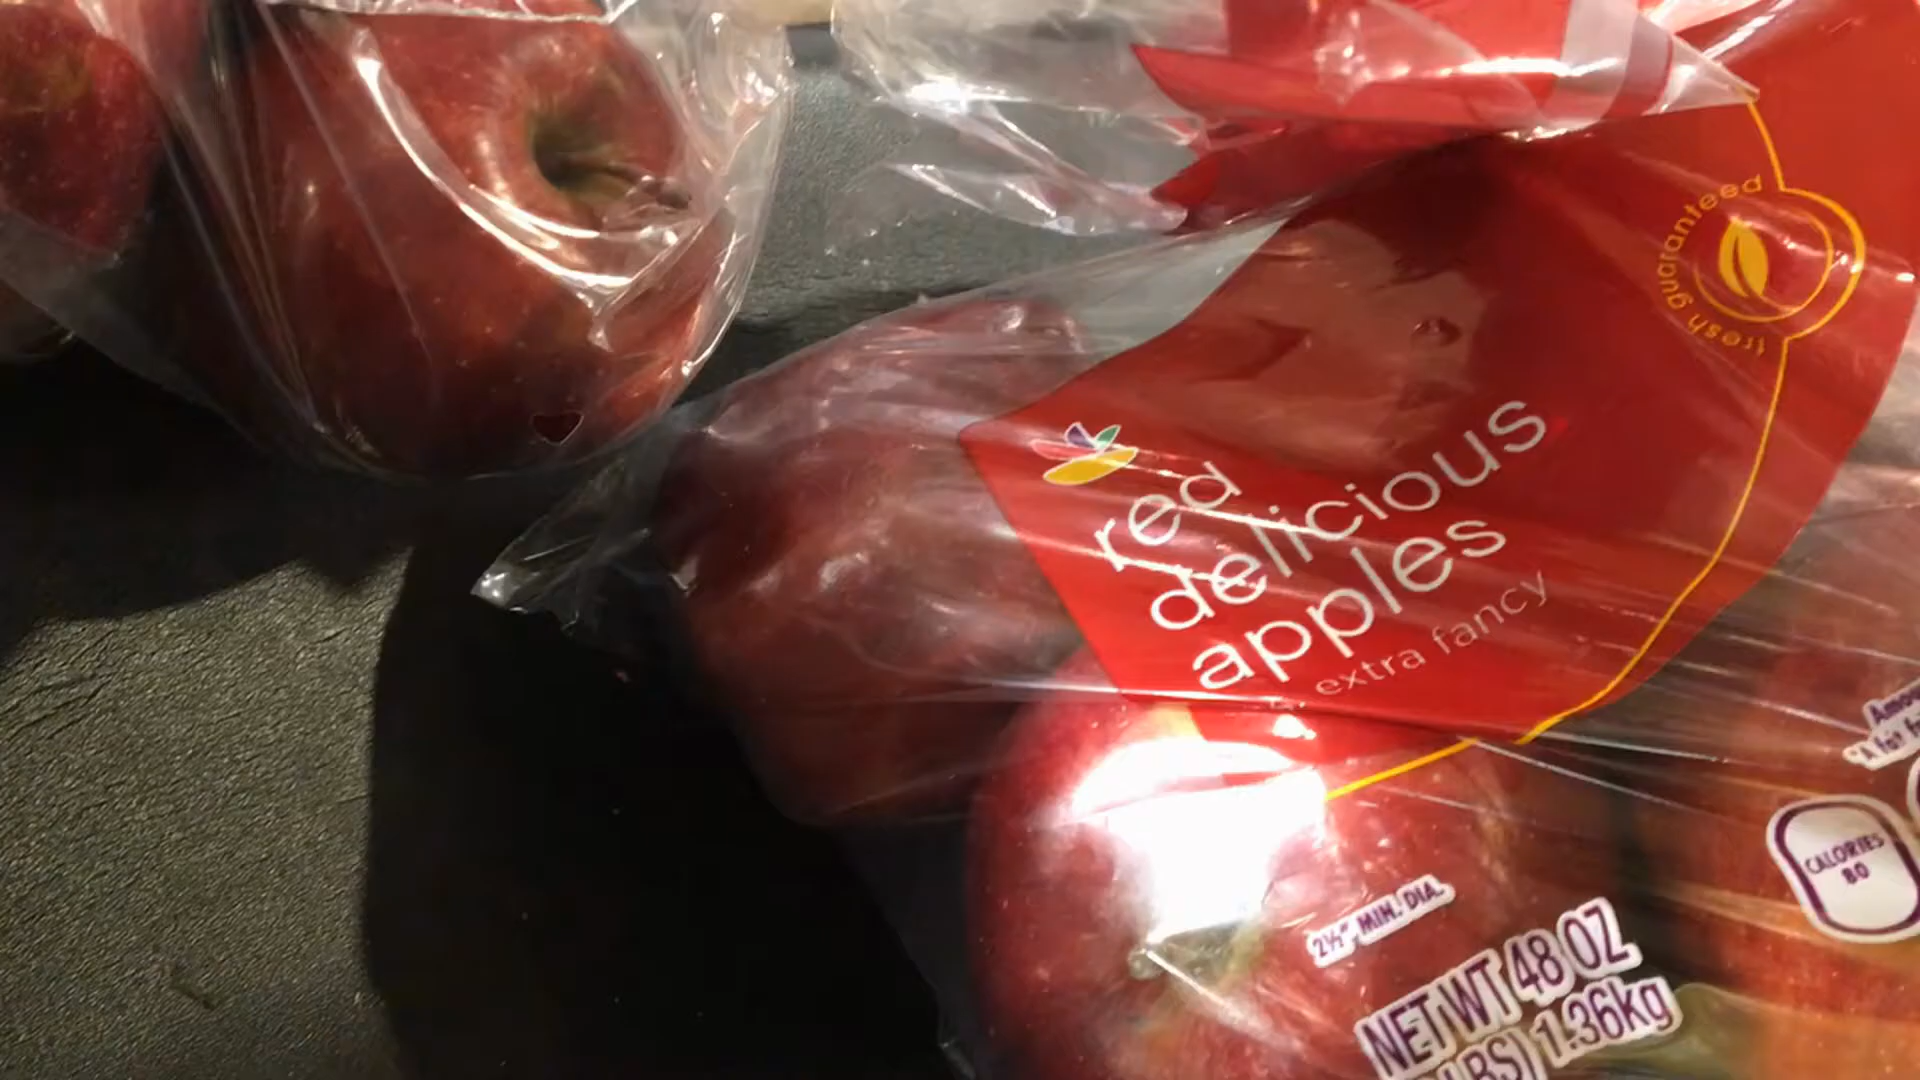 fresh guaranteed
red
delicious
apples
extra fancy
2½" MIN. DIA.
NET WT 48 OZ
LBS) 1.36kg
CALORIES
80